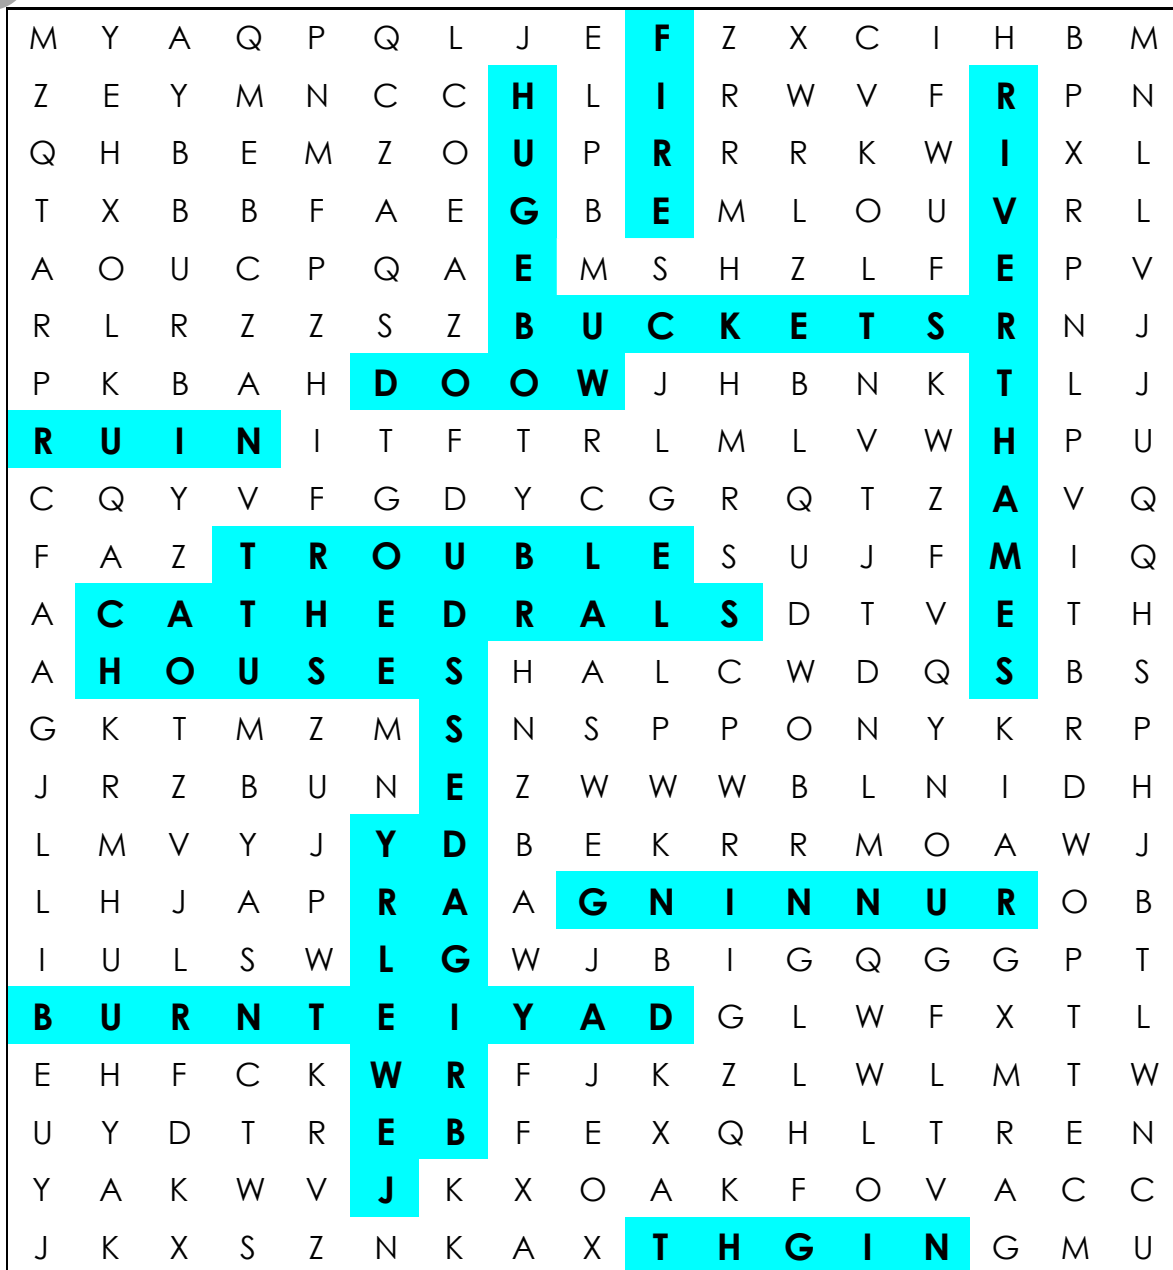 M Y A Q P Q L J E F Z X C I H B M
Z E Y M N C C H L I R W V F R P N
Q H B E M Z O U P R R R K W I X L
T X B B F A E G B E M L O U V R L
A O U C P Q A E M S H Z L F E P V
R L R Z Z S Z B U C K E T S R N J
P K B A H D O O W J H B N K T L J
R U I N I T F T R L M L V W H P U
C Q Y V F G D Y C G R Q T Z A V Q
F A Z T R O U B L E S U J F M I Q
A C A T H E D R A L S D T V E T H
A H O U S E S H A L C W D Q S B S
G K T M Z M S N S P P O N Y K R P
J R Z B U N E Z W W W B L N I D H
L M V Y J Y D B E K R R M O A W J
L H J A P R A A G N I N N U R O B
I U L S W L G W J B I G Q G G P T
B U R N T E I Y A D G L W F X T L
E H F C K W R F J K Z L W L M T W
U Y D T R E B F E X Q H L T R E N
Y A K W V J K X O A K F O V A C C
J K X S Z N K A X T H G I N G M U